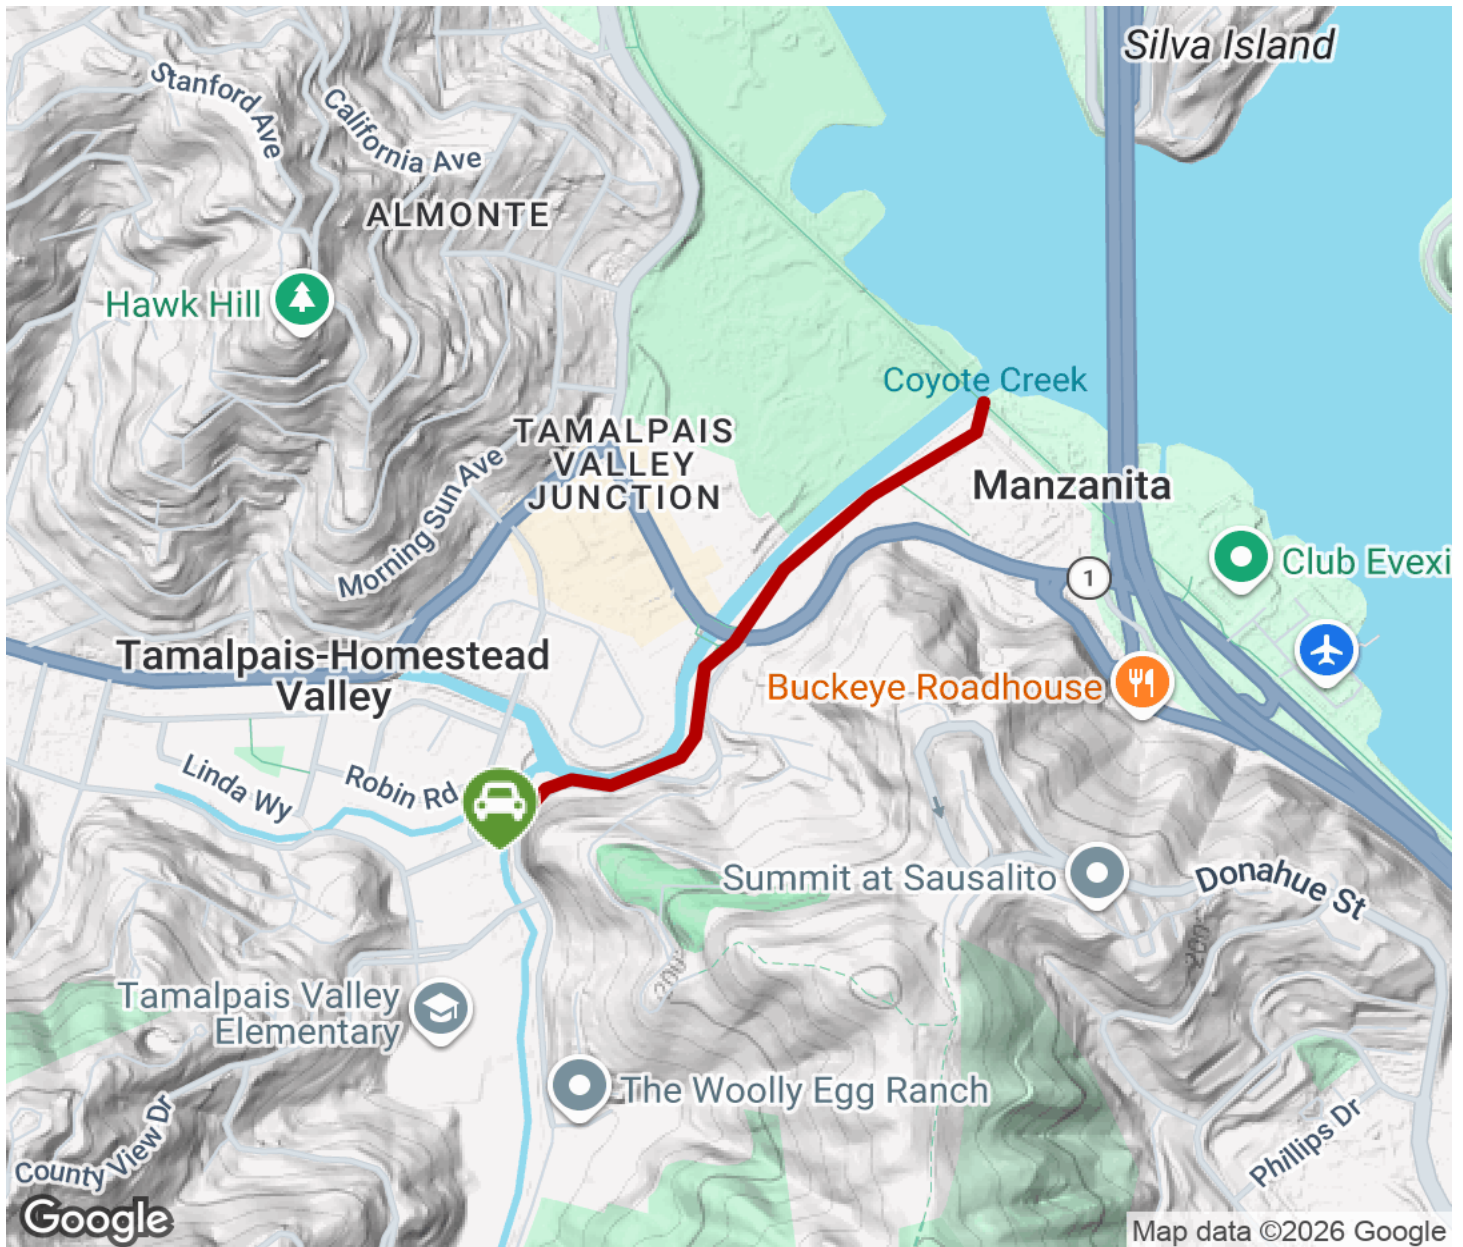 Silva Island
Stanford Ave
California Ave
ALMONTE
Hawk Hill
Coyote Creek
TAMALPAIS
VALLEY
JUNCTION
Morning Sun Ave
Manzanita
Club Evexi
1
Tamalpais-Homestead
Valley
Buckeye Roadhouse
Linda Wy
Robin Rd
Summit at Sausalito
Donahue St
200
200
Tamalpais Valley
Elementary
The Woolly Egg Ranch
County View Dr
Phillips Dr
Google
Map data ©2026 Google